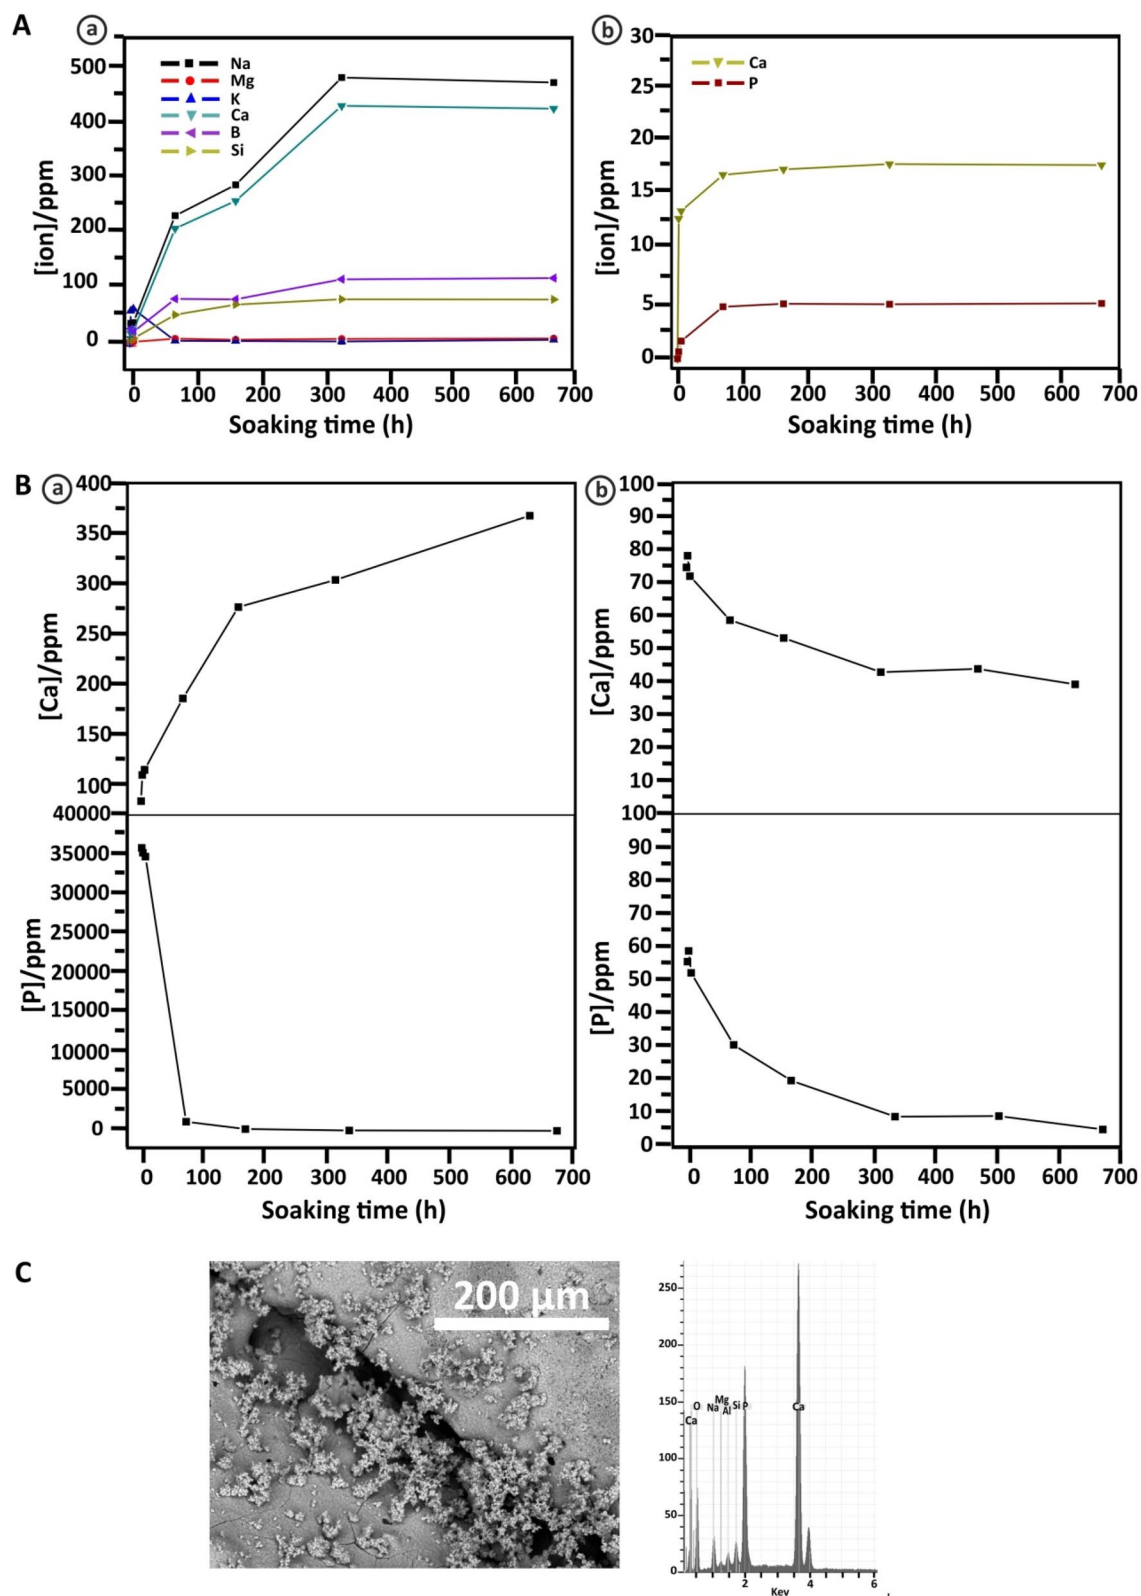 A
a
500
400
300
200
100
0
[ion]/ppm
Na
Mg
K
Ca
B
Si
0 100 200 300 400 500 600 700
Soaking time (h)
b
30
25
20
15
10
5
0
[ion]/ppm
Ca
P
0 100 200 300 400 500 600 700
Soaking time (h)
B
a
400
350
300
250
200
150
100
[Ca]/ppm
40000
35000
30000
25000
20000
15000
10000
5000
0
[P]/ppm
0 100 200 300 400 500 600 700
Soaking time (h)
b
100
90
80
70
60
50
40
30
20
10
[Ca]/ppm
100
90
80
70
60
50
40
30
20
10
0
[P]/ppm
0 100 200 300 400 500 600 700
Soaking time (h)
C
200 µm
250
200
150
100
50
0
Ca
O
Na
Mg
Al
Si
P
Ca
2 4 6
Kev